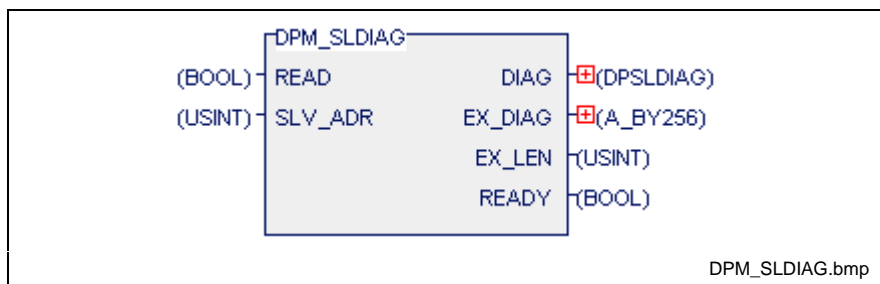 DPM_SLDIAG
(BOOL) READ DIAG (DPSLDIAG)
(USINT) SLV_ADR EX_DIAG (A_BY256)
EX_LEN (USINT)
READY (BOOL)
DPM_SLDIAG.bmp